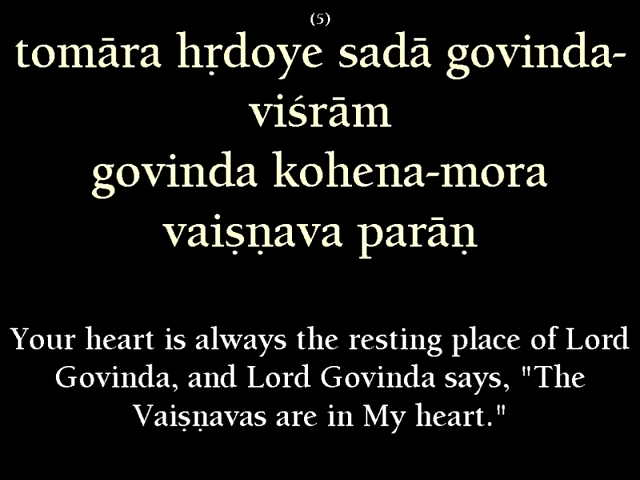 (5)
tomāra hṛdoye sadā govinda-
viśrām
govinda kohena-mora
vaiṣṇava parāṇ
Your heart is always the resting place of Lord
Govinda, and Lord Govinda says, "The
Vaiṣṇavas are in My heart."